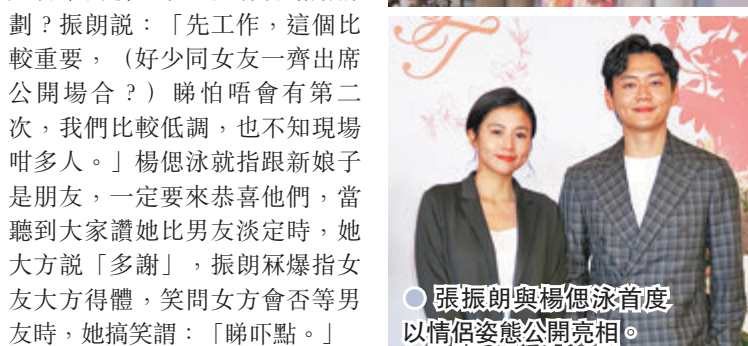 劃？振朗說：「先工作，這個比
較重要，（好少同女友一齊出席
公開場合？）睇怕唔會有第二
次，我們比較低調，也不知現場
咁多人。」楊偲泳就指跟新娘子
是朋友，一定要來恭喜他們，當
聽到大家讚她比男友淡定時，她
大方說「多謝」，振朗冧爆指女
友大方得體，笑問女方會否等男
友時，她搞笑謂：「睇吓點。」
張振朗與楊偲泳首度
以情侶姿態公開亮相。